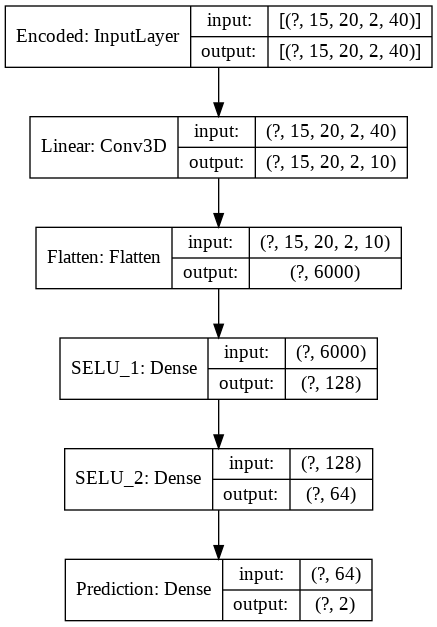 Encoded: InputLayer
input: [(?, 15, 20, 2, 40)]
output: [(?, 15, 20, 2, 40)]
Linear: Conv3D
input: (?, 15, 20, 2, 40)
output: (?, 15, 20, 2, 10)
Flatten: Flatten
input: (?, 15, 20, 2, 10)
output: (?, 6000)
SELU_1: Dense
input: (?, 6000)
output: (?, 128)
SELU_2: Dense
input: (?, 128)
output: (?, 64)
Prediction: Dense
input: (?, 64)
output: (?, 2)